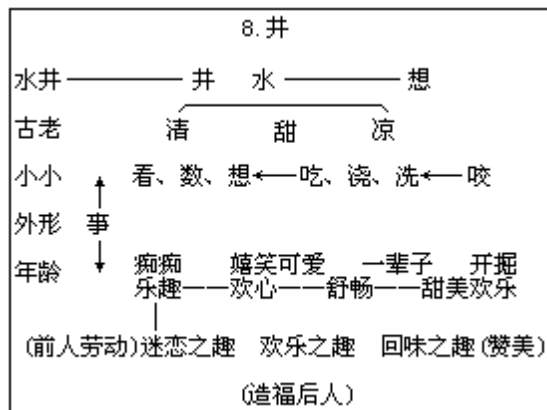 8.井
水井————井 水————想
古老 清 甜 凉
小小 看、数、想←—吃、浇、洗←—咬
外形 事
年龄 痴痴 嬉笑可爱 一辈子 开掘
乐趣——欢心——舒畅——甜美欢乐
(前人劳动)迷恋之趣 欢乐之趣 回味之趣(赞美)
(造福后人)